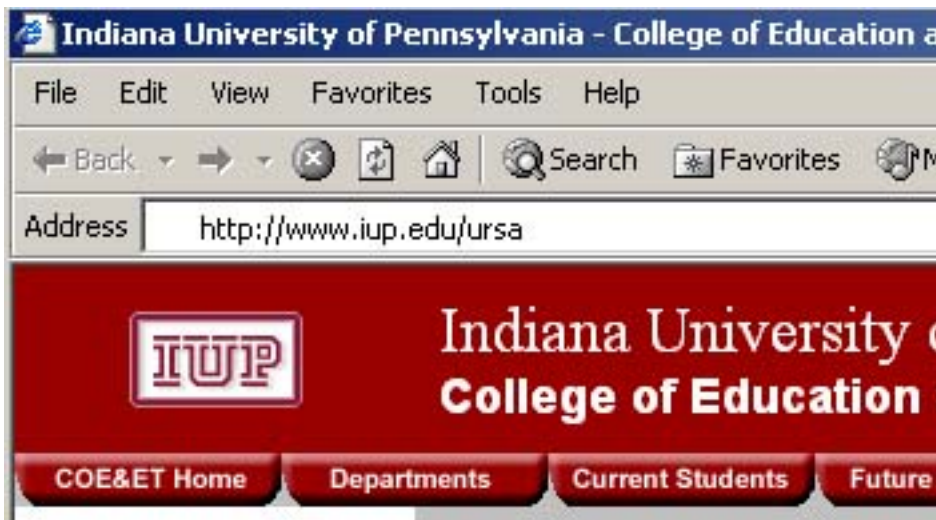 Indiana University of Pennsylvania - College of Education a
File Edit View Favorites Tools Help
Back Search Favorites M
Address http://www.iup.edu/ursa
IUP
Indiana University
College of Education
COE&ET Home Departments Current Students Future